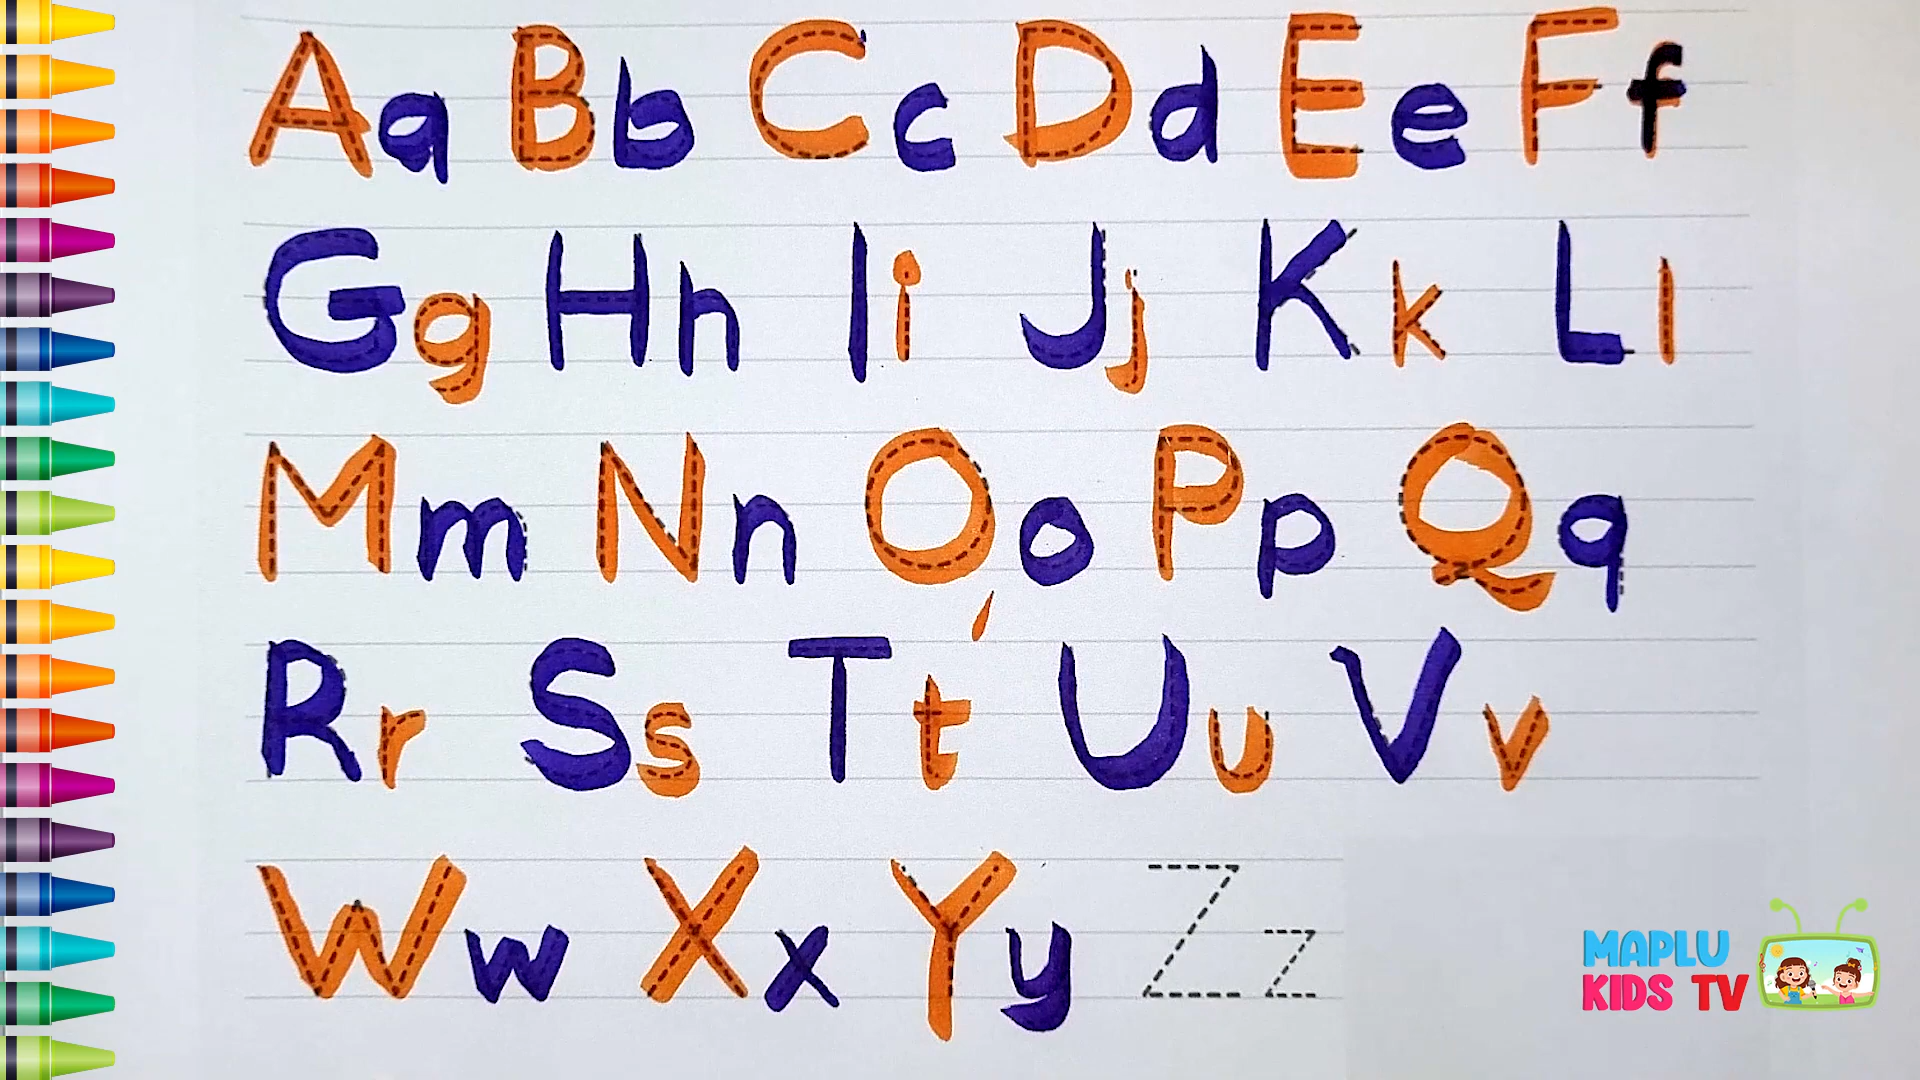 Aa Bb Cc Dd Ee Ff
Gg Hh Ii Jj Kk Ll
Mm Nn Oo Pp Qq
Rr Ss Tt Uu Vv
Ww Xx Yy Zz
MAPLU
KIDS TV